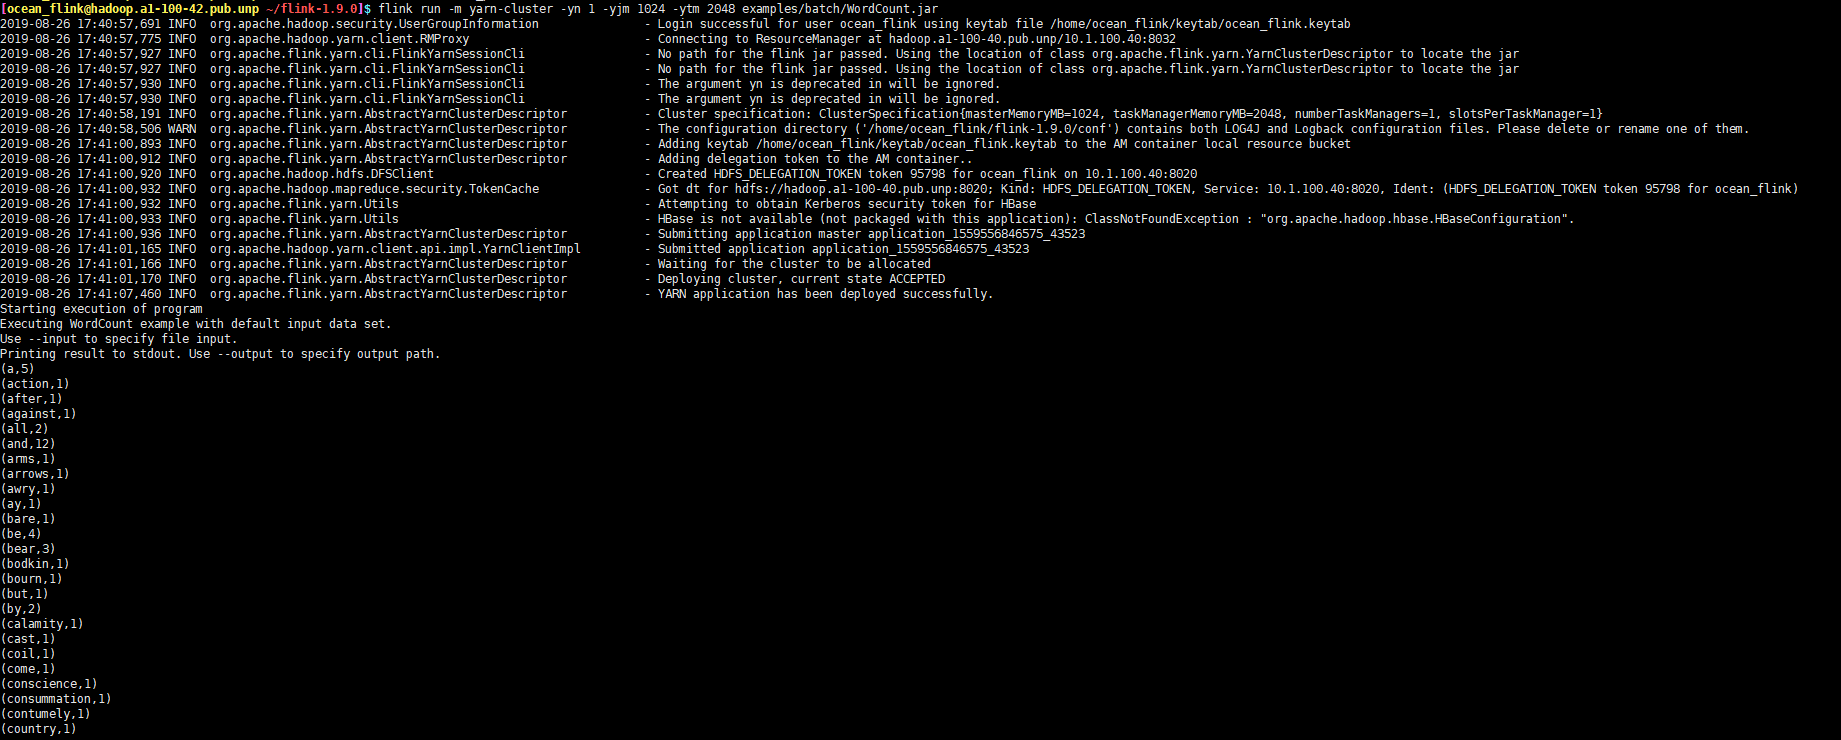 [ocean_flink@hadoop.a1-100-42.pub.unp ~/flink-1.9.0]$ flink run -m yarn-cluster -yn 1 -yjm 1024 -ytm 2048 examples/batch/WordCount.jar
2019-08-26 17:40:57,691 INFO  org.apache.hadoop.security.UserGroupInformation - Login successful for user ocean_flink using keytab file /home/ocean_flink/keytab/ocean_flink.keytab
2019-08-26 17:40:57,775 INFO  org.apache.hadoop.yarn.client.RMProxy - Connecting to ResourceManager at hadoop.a1-100-40.pub.unp/10.1.100.40:8032
2019-08-26 17:40:57,927 INFO  org.apache.flink.yarn.cli.FlinkYarnSessionCli - No path for the flink jar passed. Using the location of class org.apache.flink.yarn.YarnClusterDescriptor to locate the jar
2019-08-26 17:40:57,927 INFO  org.apache.flink.yarn.cli.FlinkYarnSessionCli - No path for the flink jar passed. Using the location of class org.apache.flink.yarn.YarnClusterDescriptor to locate the jar
2019-08-26 17:40:57,930 INFO  org.apache.flink.yarn.cli.FlinkYarnSessionCli - The argument yn is deprecated in will be ignored.
2019-08-26 17:40:57,930 INFO  org.apache.flink.yarn.cli.FlinkYarnSessionCli - The argument yn is deprecated in will be ignored.
2019-08-26 17:40:58,191 INFO  org.apache.flink.yarn.AbstractYarnClusterDescriptor - Cluster specification: ClusterSpecification{masterMemoryMB=1024, taskManagerMemoryMB=2048, numberTaskManagers=1, slotsPerTaskManager=1}
2019-08-26 17:40:58,506 WARN  org.apache.flink.yarn.AbstractYarnClusterDescriptor - The configuration directory ('/home/ocean_flink/flink-1.9.0/conf') contains both LOG4J and Logback configuration files. Please delete or rename one of them.
2019-08-26 17:41:00,893 INFO  org.apache.flink.yarn.AbstractYarnClusterDescriptor - Adding keytab /home/ocean_flink/keytab/ocean_flink.keytab to the AM container local resource bucket
2019-08-26 17:41:00,912 INFO  org.apache.flink.yarn.AbstractYarnClusterDescriptor - Adding delegation token to the AM container..
2019-08-26 17:41:00,920 INFO  org.apache.hadoop.hdfs.DFSClient - Created HDFS_DELEGATION_TOKEN token 95798 for ocean_flink on 10.1.100.40:8020
2019-08-26 17:41:00,932 INFO  org.apache.hadoop.mapreduce.security.TokenCache - Got dt for hdfs://hadoop.a1-100-40.pub.unp:8020; Kind: HDFS_DELEGATION_TOKEN, Service: 10.1.100.40:8020, Ident: (HDFS_DELEGATION_TOKEN token 95798 for ocean_flink)
2019-08-26 17:41:00,932 INFO  org.apache.flink.yarn.Utils - Attempting to obtain Kerberos security token for HBase
2019-08-26 17:41:00,933 INFO  org.apache.flink.yarn.Utils - HBase is not available (not packaged with this application): ClassNotFoundException : "org.apache.hadoop.hbase.HBaseConfiguration".
2019-08-26 17:41:00,936 INFO  org.apache.flink.yarn.AbstractYarnClusterDescriptor - Submitting application master application_1559556846575_43523
2019-08-26 17:41:01,165 INFO  org.apache.hadoop.yarn.client.api.impl.YarnClientImpl - Submitted application application_1559556846575_43523
2019-08-26 17:41:01,166 INFO  org.apache.flink.yarn.AbstractYarnClusterDescriptor - Waiting for the cluster to be allocated
2019-08-26 17:41:01,170 INFO  org.apache.flink.yarn.AbstractYarnClusterDescriptor - Deploying cluster, current state ACCEPTED
2019-08-26 17:41:07,460 INFO  org.apache.flink.yarn.AbstractYarnClusterDescriptor - YARN application has been deployed successfully.
Starting execution of program
Executing WordCount example with default input data set.
Use --input to specify file input.
Printing result to stdout. Use --output to specify output path.
(a,5)
(action,1)
(after,1)
(against,1)
(all,2)
(and,12)
(arms,1)
(arrows,1)
(awry,1)
(ay,1)
(bare,1)
(be,4)
(bear,3)
(bodkin,1)
(bourn,1)
(but,1)
(by,2)
(calamity,1)
(cast,1)
(coil,1)
(come,1)
(conscience,1)
(consummation,1)
(contumely,1)
(country,1)